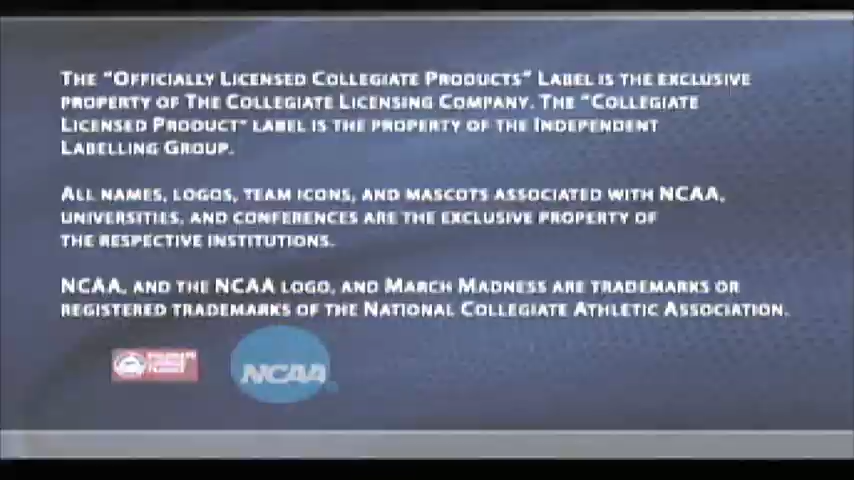 THE "OFFICIALLY LICENSED COLLEGIATE PRODUCTS" LABEL IS THE EXCLUSIVE
PROPERTY OF THE COLLEGIATE LICENSING COMPANY. THE "COLLEGIATE
LICENSED PRODUCT" LABEL IS THE PROPERTY OF THE INDEPENDENT
LABELLING GROUP.
ALL NAMES, LOGOS, TEAM ICONS, AND MASCOTS ASSOCIATED WITH NCAA,
UNIVERSITIES, AND CONFERENCES ARE THE EXCLUSIVE PROPERTY OF
THE RESPECTIVE INSTITUTIONS.
NCAA, AND THE NCAA LOGO, AND MARCH MADNESS ARE TRADEMARKS OR
REGISTERED TRADEMARKS OF THE NATIONAL COLLEGIATE ATHLETIC ASSOCIATION.
NCAA